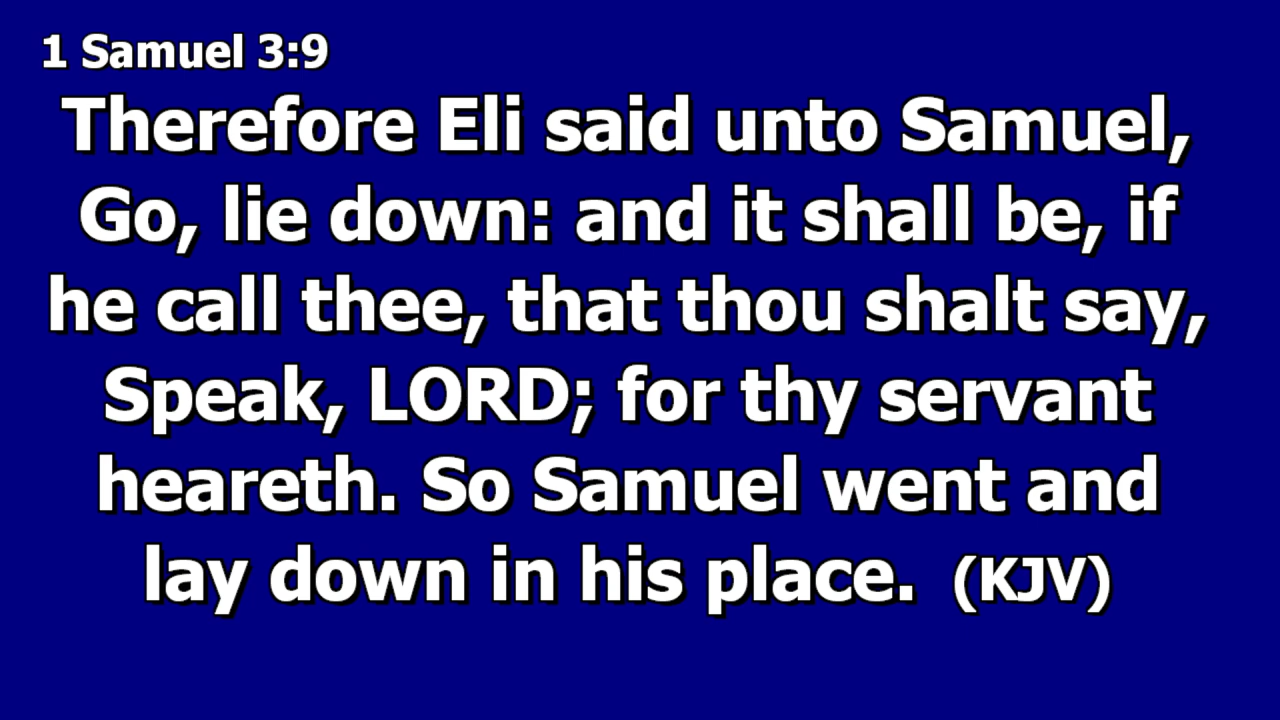 1 Samuel 3:9
Therefore Eli said unto Samuel,
Go, lie down: and it shall be, if
he call thee, that thou shalt say,
Speak, LORD; for thy servant
heareth. So Samuel went and
lay down in his place. (KJV)